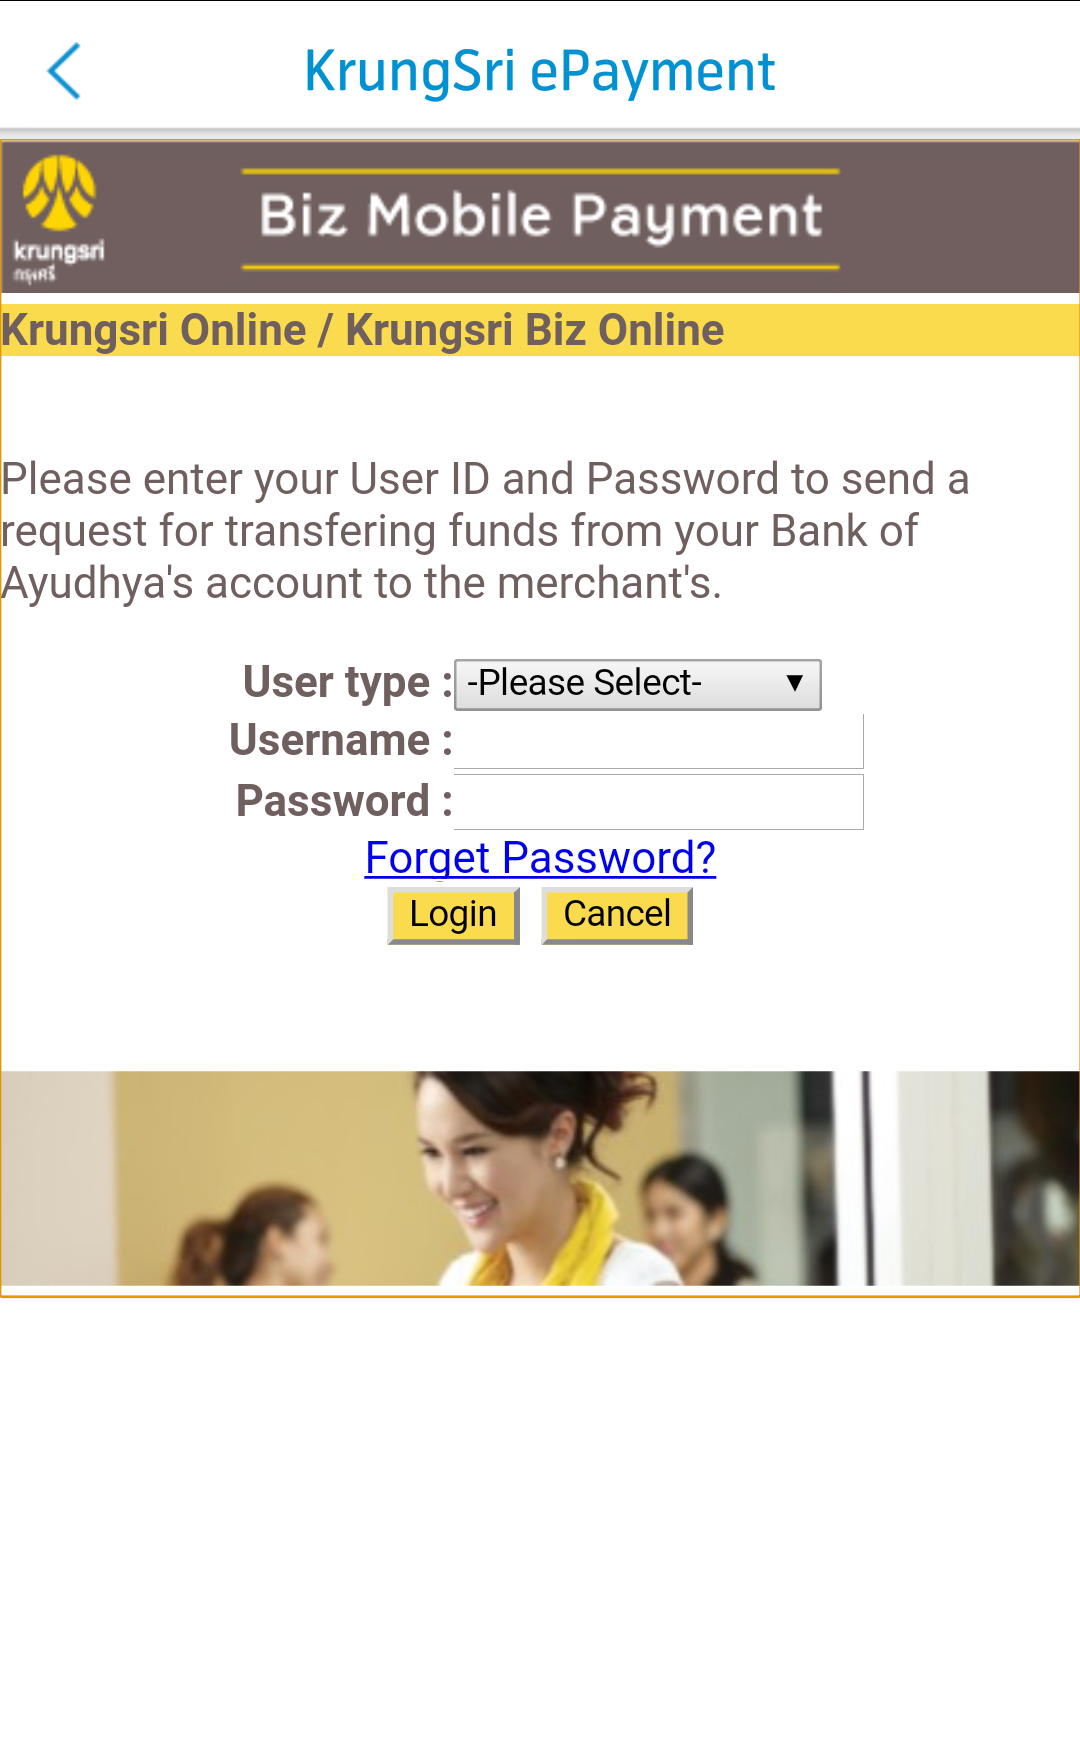 KrungSri ePayment
krungsri
กรุงศรี
Biz Mobile Payment
Krungsri Online / Krungsri Biz Online
Please enter your User ID and Password to send a
request for transfering funds from your Bank of
Ayudhya's account to the merchant's.
User type : -Please Select- ▼
Username :
Password :
Forget Password?
Login Cancel